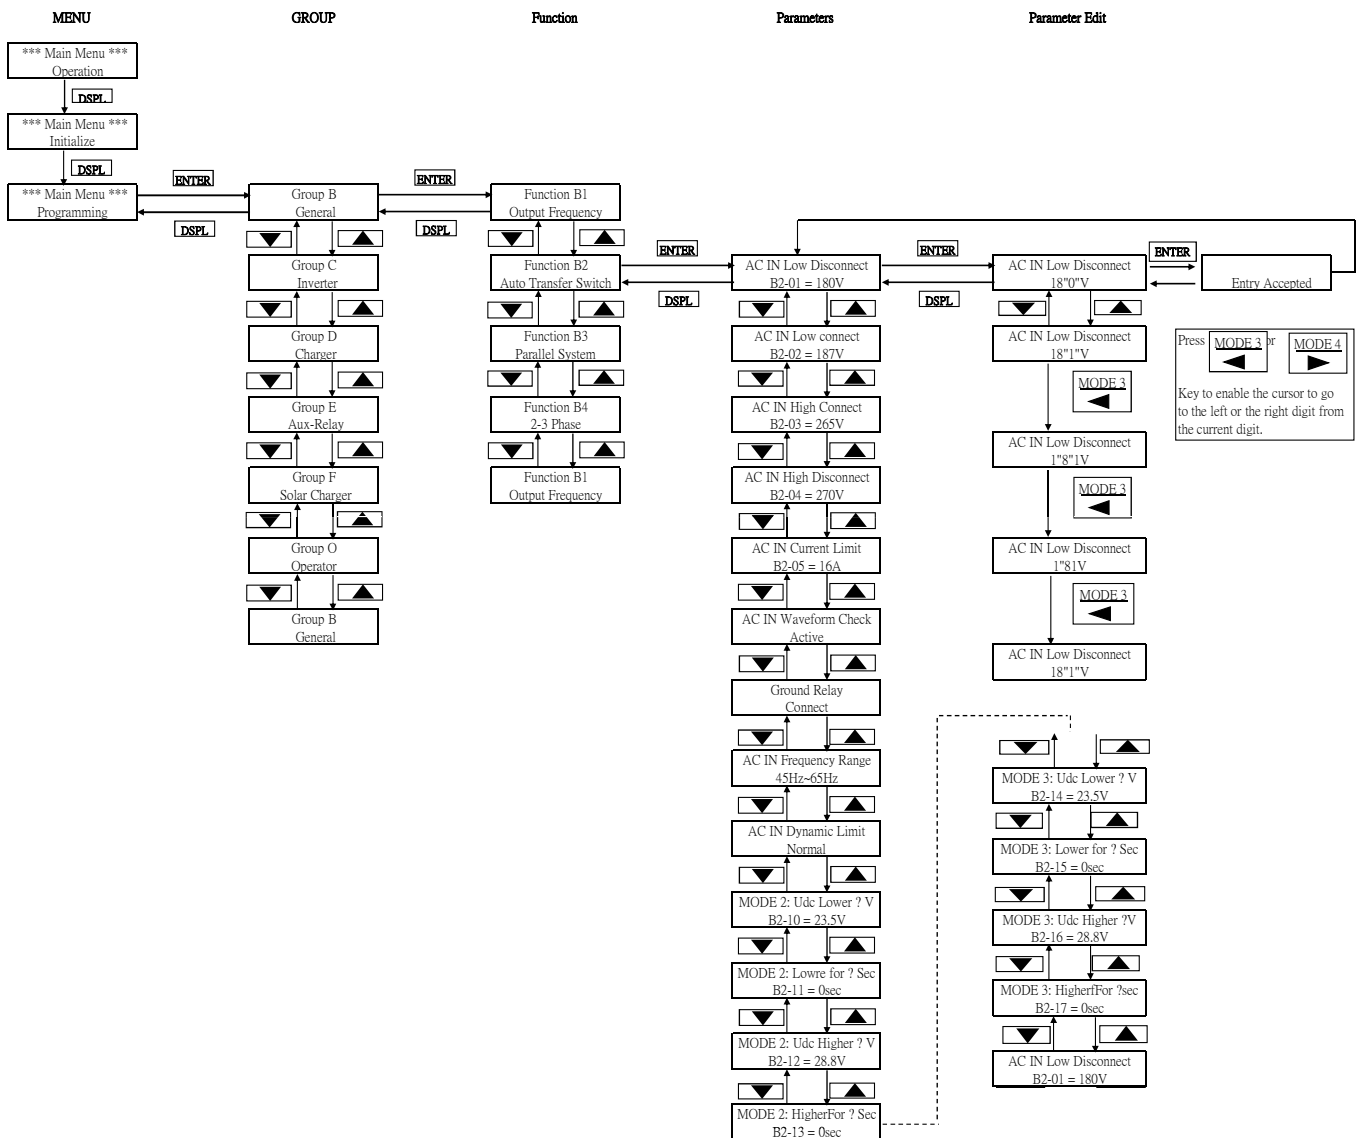 MENU
GROUP
Function
Parameters
Parameter Edit
*** Main Menu ***
Operation
DSPL
*** Main Menu ***
Initialize
DSPL
*** Main Menu ***
Programming
ENTER
DSPL
Group B
General
Group C
Inverter
Group D
Charger
Group E
Aux-Relay
Group F
Solar Charger
Group O
Operator
Group B
General
ENTER
DSPL
Function B1
Output Frequency
Function B2
Auto Transfer Switch
Function B3
Parallel System
Function B4
2-3 Phase
Function B1
Output Frequency
ENTER
DSPL
AC IN Low Disconnect
B2-01 = 180V
AC IN Low connect
B2-02 = 187V
AC IN High Connect
B2-03 = 265V
AC IN High Disconnect
B2-04 = 270V
AC IN Current Limit
B2-05 = 16A
AC IN Waveform Check
Active
Ground Relay
Connect
AC IN Frequency Range
45Hz~65Hz
AC IN Dynamic Limit
Normal
MODE 2: Udc Lower ? V
B2-10 = 23.5V
MODE 2: Lowre for ? Sec
B2-11 = 0sec
MODE 2: Udc Higher ? V
B2-12 = 28.8V
MODE 2: HigherFor ? Sec
B2-13 = 0sec
ENTER
DSPL
AC IN Low Disconnect
18"0"V
AC IN Low Disconnect
18"1"V
MODE 3
AC IN Low Disconnect
1"8"1V
MODE 3
AC IN Low Disconnect
1"81V
MODE 3
AC IN Low Disconnect
18"1"V
MODE 3: Udc Lower ? V
B2-14 = 23.5V
MODE 3: Lower for ? Sec
B2-15 = 0sec
MODE 3: Udc Higher ?V
B2-16 = 28.8V
MODE 3: HigherfFor ?sec
B2-17 = 0sec
AC IN Low Disconnect
B2-01 = 180V
ENTER
Entry Accepted
Press MODE 3 or MODE 4
Key to enable the cursor to go
to the left or the right digit from
the current digit.